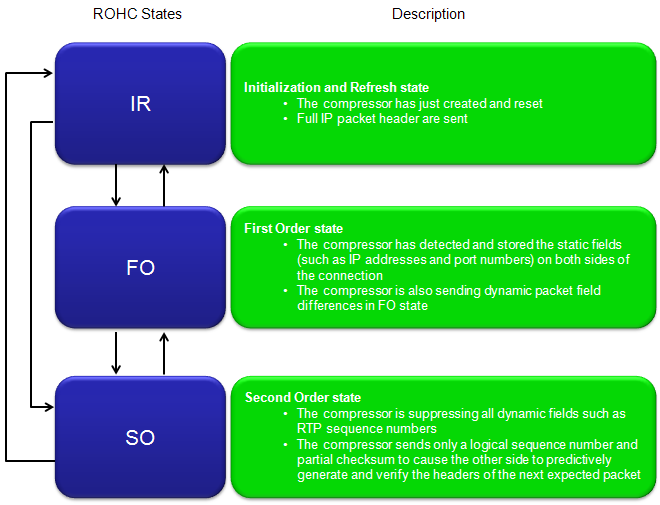 ROHC States
Description
IR
Initialization and Refresh state
• The compressor has just created and reset
• Full IP packet header are sent
FO
First Order state
• The compressor has detected and stored the static fields
(such as IP addresses and port numbers) on both sides of
the connection
• The compressor is also sending dynamic packet field
differences in FO state
SO
Second Order state
• The compressor is suppressing all dynamic fields such as
RTP sequence numbers
• The compressor sends only a logical sequence number and
partial checksum to cause the other side to predictively
generate and verify the headers of the next expected packet